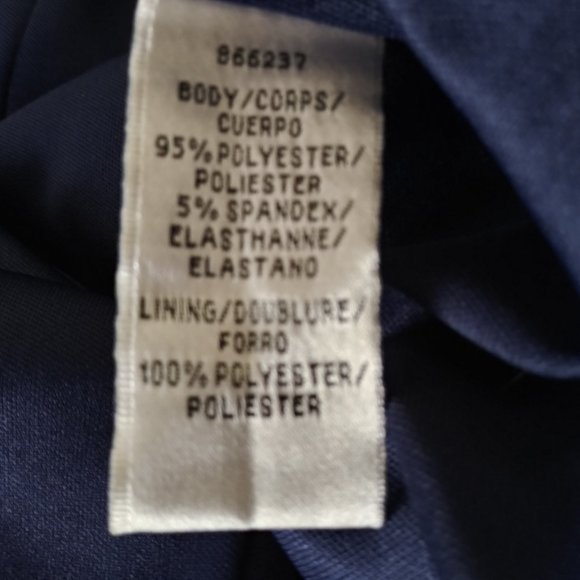 866237
BODY/CORPS/
CUERPO
95% POLYESTER/
POLIESTER
5% SPANDEX/
ELASTHANNE/
ELASTANO
LINING/DOUBLURE/
FORRO
100% POLYESTER/
POLIESTER